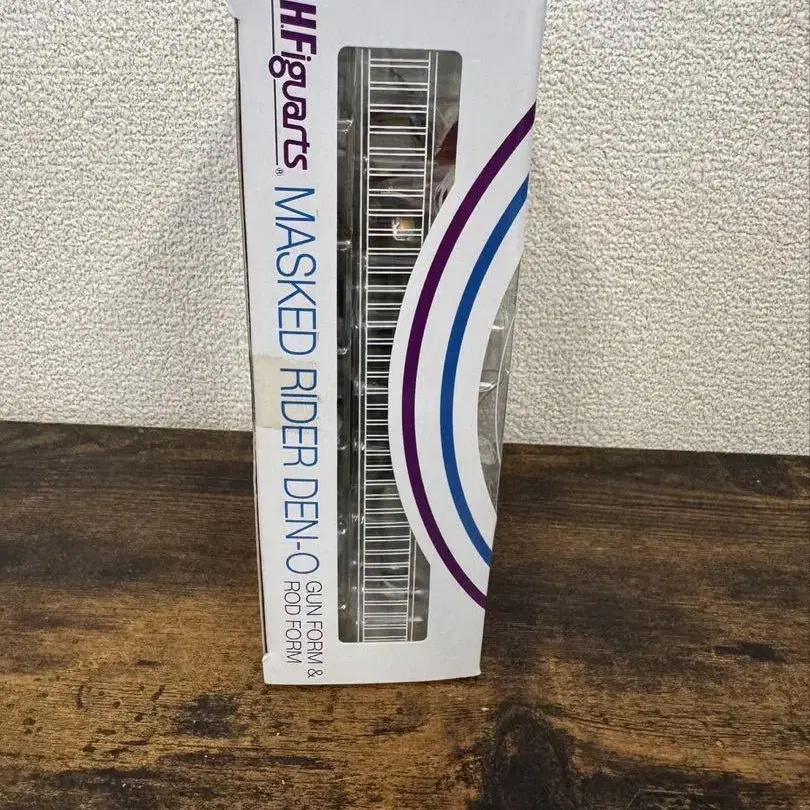 H.Figuarts®
MASKED RIDER DEN-O
GUN FORM &
ROD FORM